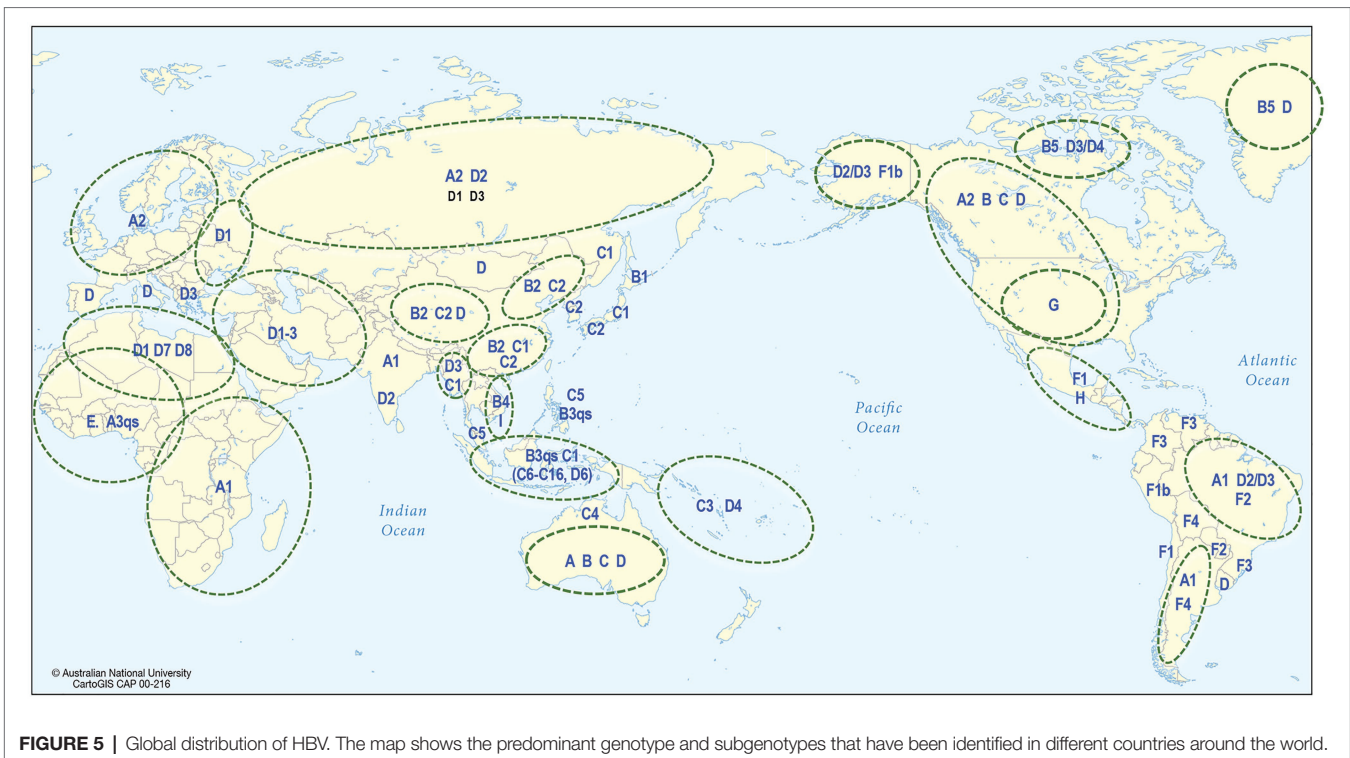 B5 D
B5 D3/D4
A2 D2
D1 D3
D2/D3 F1b
A2 B C D
A2
D1
C1
D
B1
D
D
D3
B2 C2
G
B2 C2 D
C2
C1
C2
D1-3
D1 D7 D8
B2 C1
C2
A1
D3
C1
Atlantic
Ocean
F1
H
D2
B4
I
C5
B3qs
Pacific
Ocean
E. A3qs
C5
F3
F3
B3qs C1
(C6-C16, D6)
A1
A1 D2/D3
F2
F1b
C3 D4
Indian
Ocean
C4
F4
F1
F2
F3
A B C D
A1
D
F4
© Australian National University
CartoGIS CAP 00-216
FIGURE 5 | Global distribution of HBV. The map shows the predominant genotype and subgenotypes that have been identified in different countries around the world.